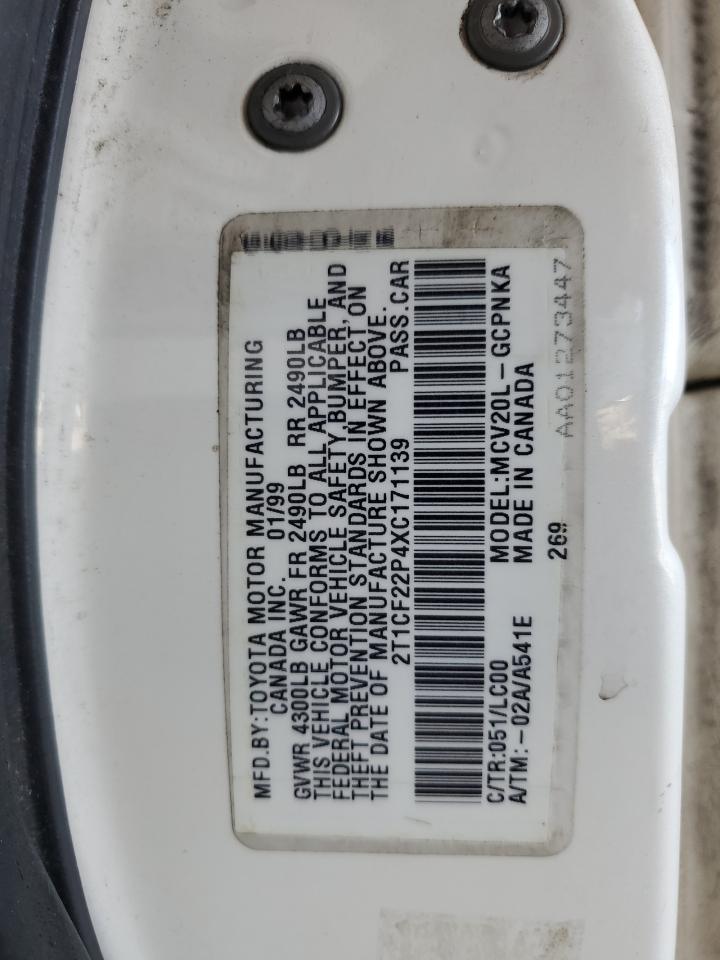 MFD.BY:TOYOTA MOTOR MANUFACTURING
CANADA INC. 01/99
GVWR 4300LB GAWR FR 2490LB RR 2490LB
THIS VEHICLE CONFORMS TO ALL APPLICABLE
FEDERAL MOTOR VEHICLE SAFETY, BUMPER, AND
THEFT PREVENTION STANDARDS IN EFFECT ON
THE DATE OF MANUFACTURE SHOWN ABOVE.
2T1CF22P4XC171139 PASS.CAR
C/TR:051/LC00 MODEL:MCV20L-GCPNKA
A/TM:-02A/A541E MADE IN CANADA
269
AA01273447